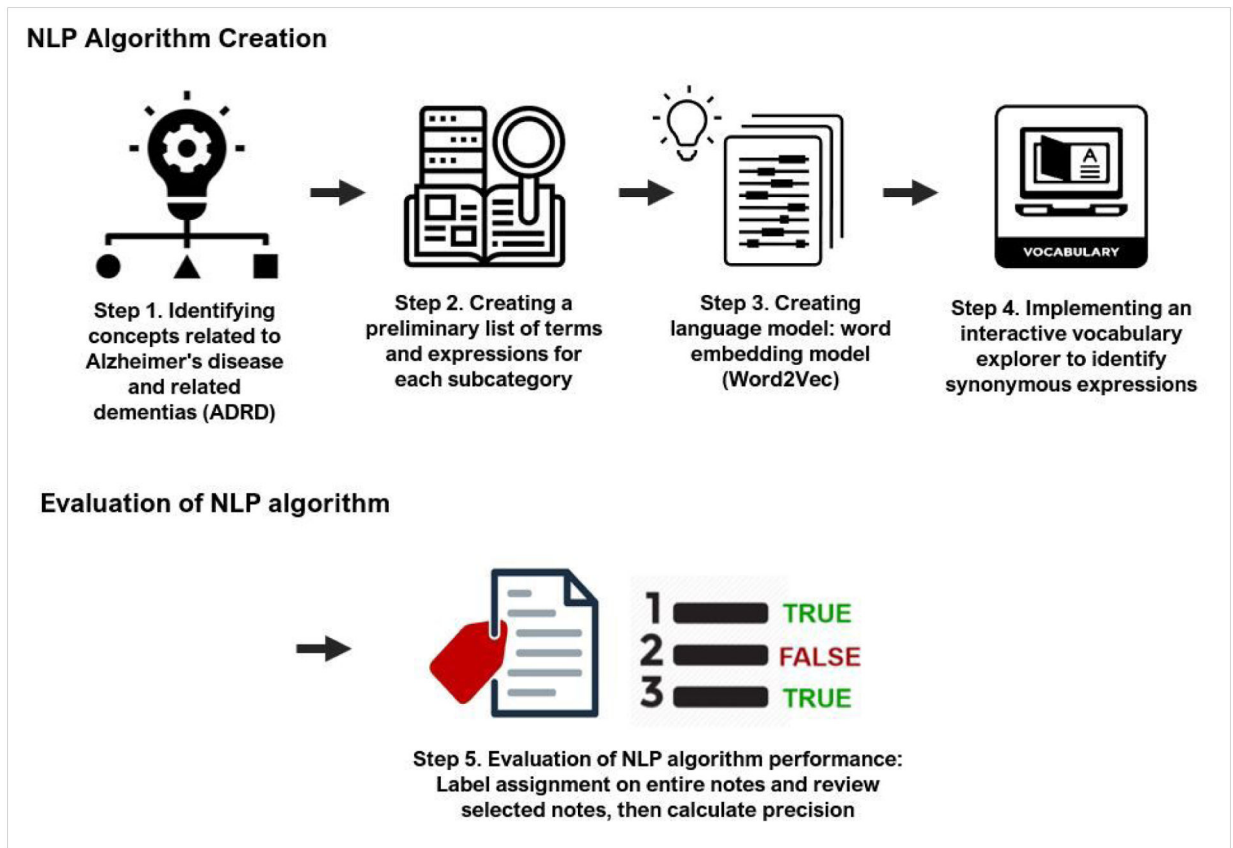 NLP Algorithm Creation
A
VOCABULARY
Step 1. Identifying
concepts related to
Alzheimer's disease
and related
dementias (ADRD)
Step 2. Creating a
preliminary list of terms
and expressions for
each subcategory
Step 3. Creating
language model: word
embedding model
(Word2Vec)
Step 4. Implementing an
interactive vocabulary
explorer to identify
synonymous expressions
Evaluation of NLP algorithm
1 TRUE
2 FALSE
3 TRUE
Step 5. Evaluation of NLP algorithm performance:
Label assignment on entire notes and review
selected notes, then calculate precision